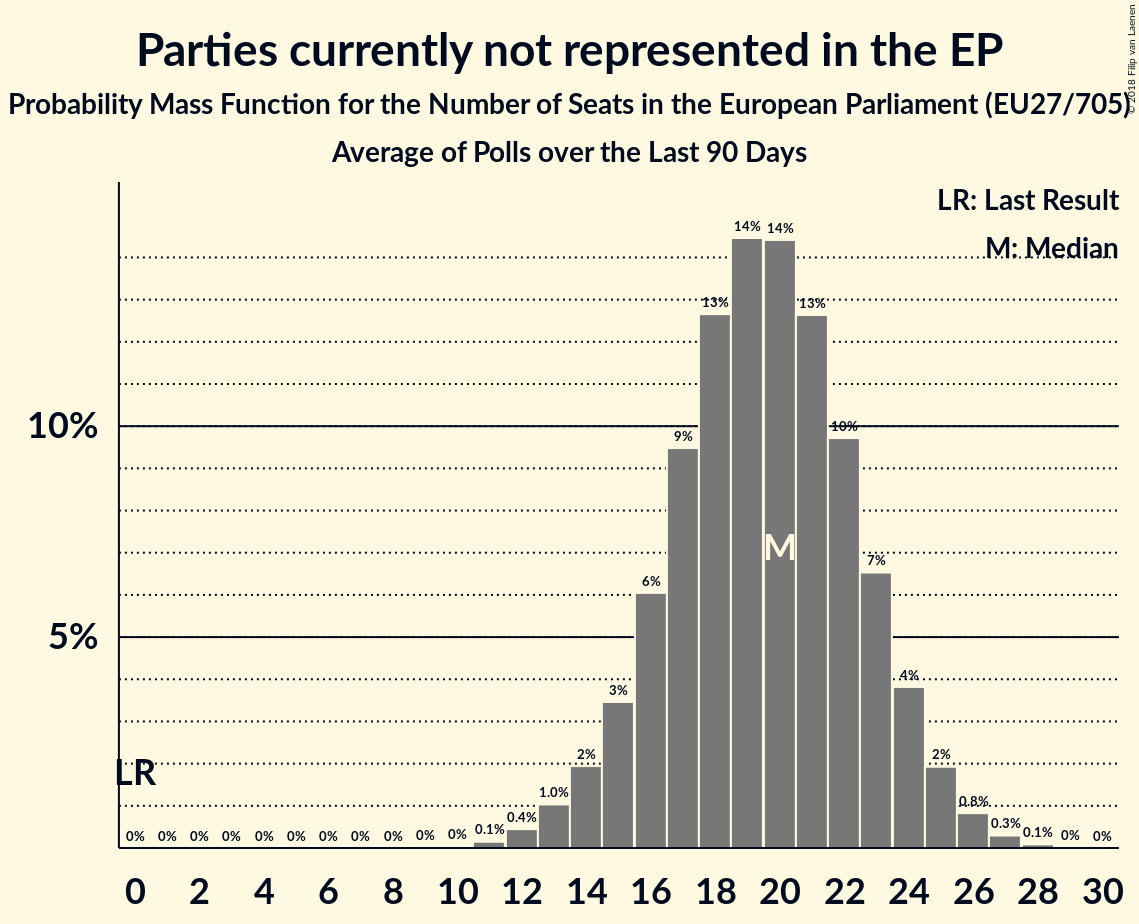 Parties currently not represented in the EP
Probability Mass Function for the Number of Seats in the European Parliament (EU27/705)
Average of Polls over the Last 90 Days
© 2018 Filip van Laenen
LR: Last Result
M: Median
14% 14%
13% 13%
10%
10%
9%
M
7%
6%
5%
4%
3%
2% 2%
LR
1.0% 0.8%
0.4% 0.3%
0% 0% 0% 0% 0% 0% 0% 0% 0% 0% 0% 0.1% 0.1% 0% 0%
0 2 4 6 8 10 12 14 16 18 20 22 24 26 28 30